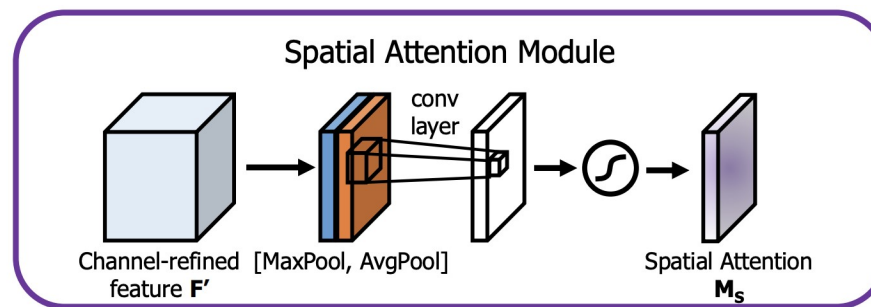 Spatial Attention Module
conv
layer
Channel-refined
feature F’
[MaxPool, AvgPool]
Spatial Attention
Ms